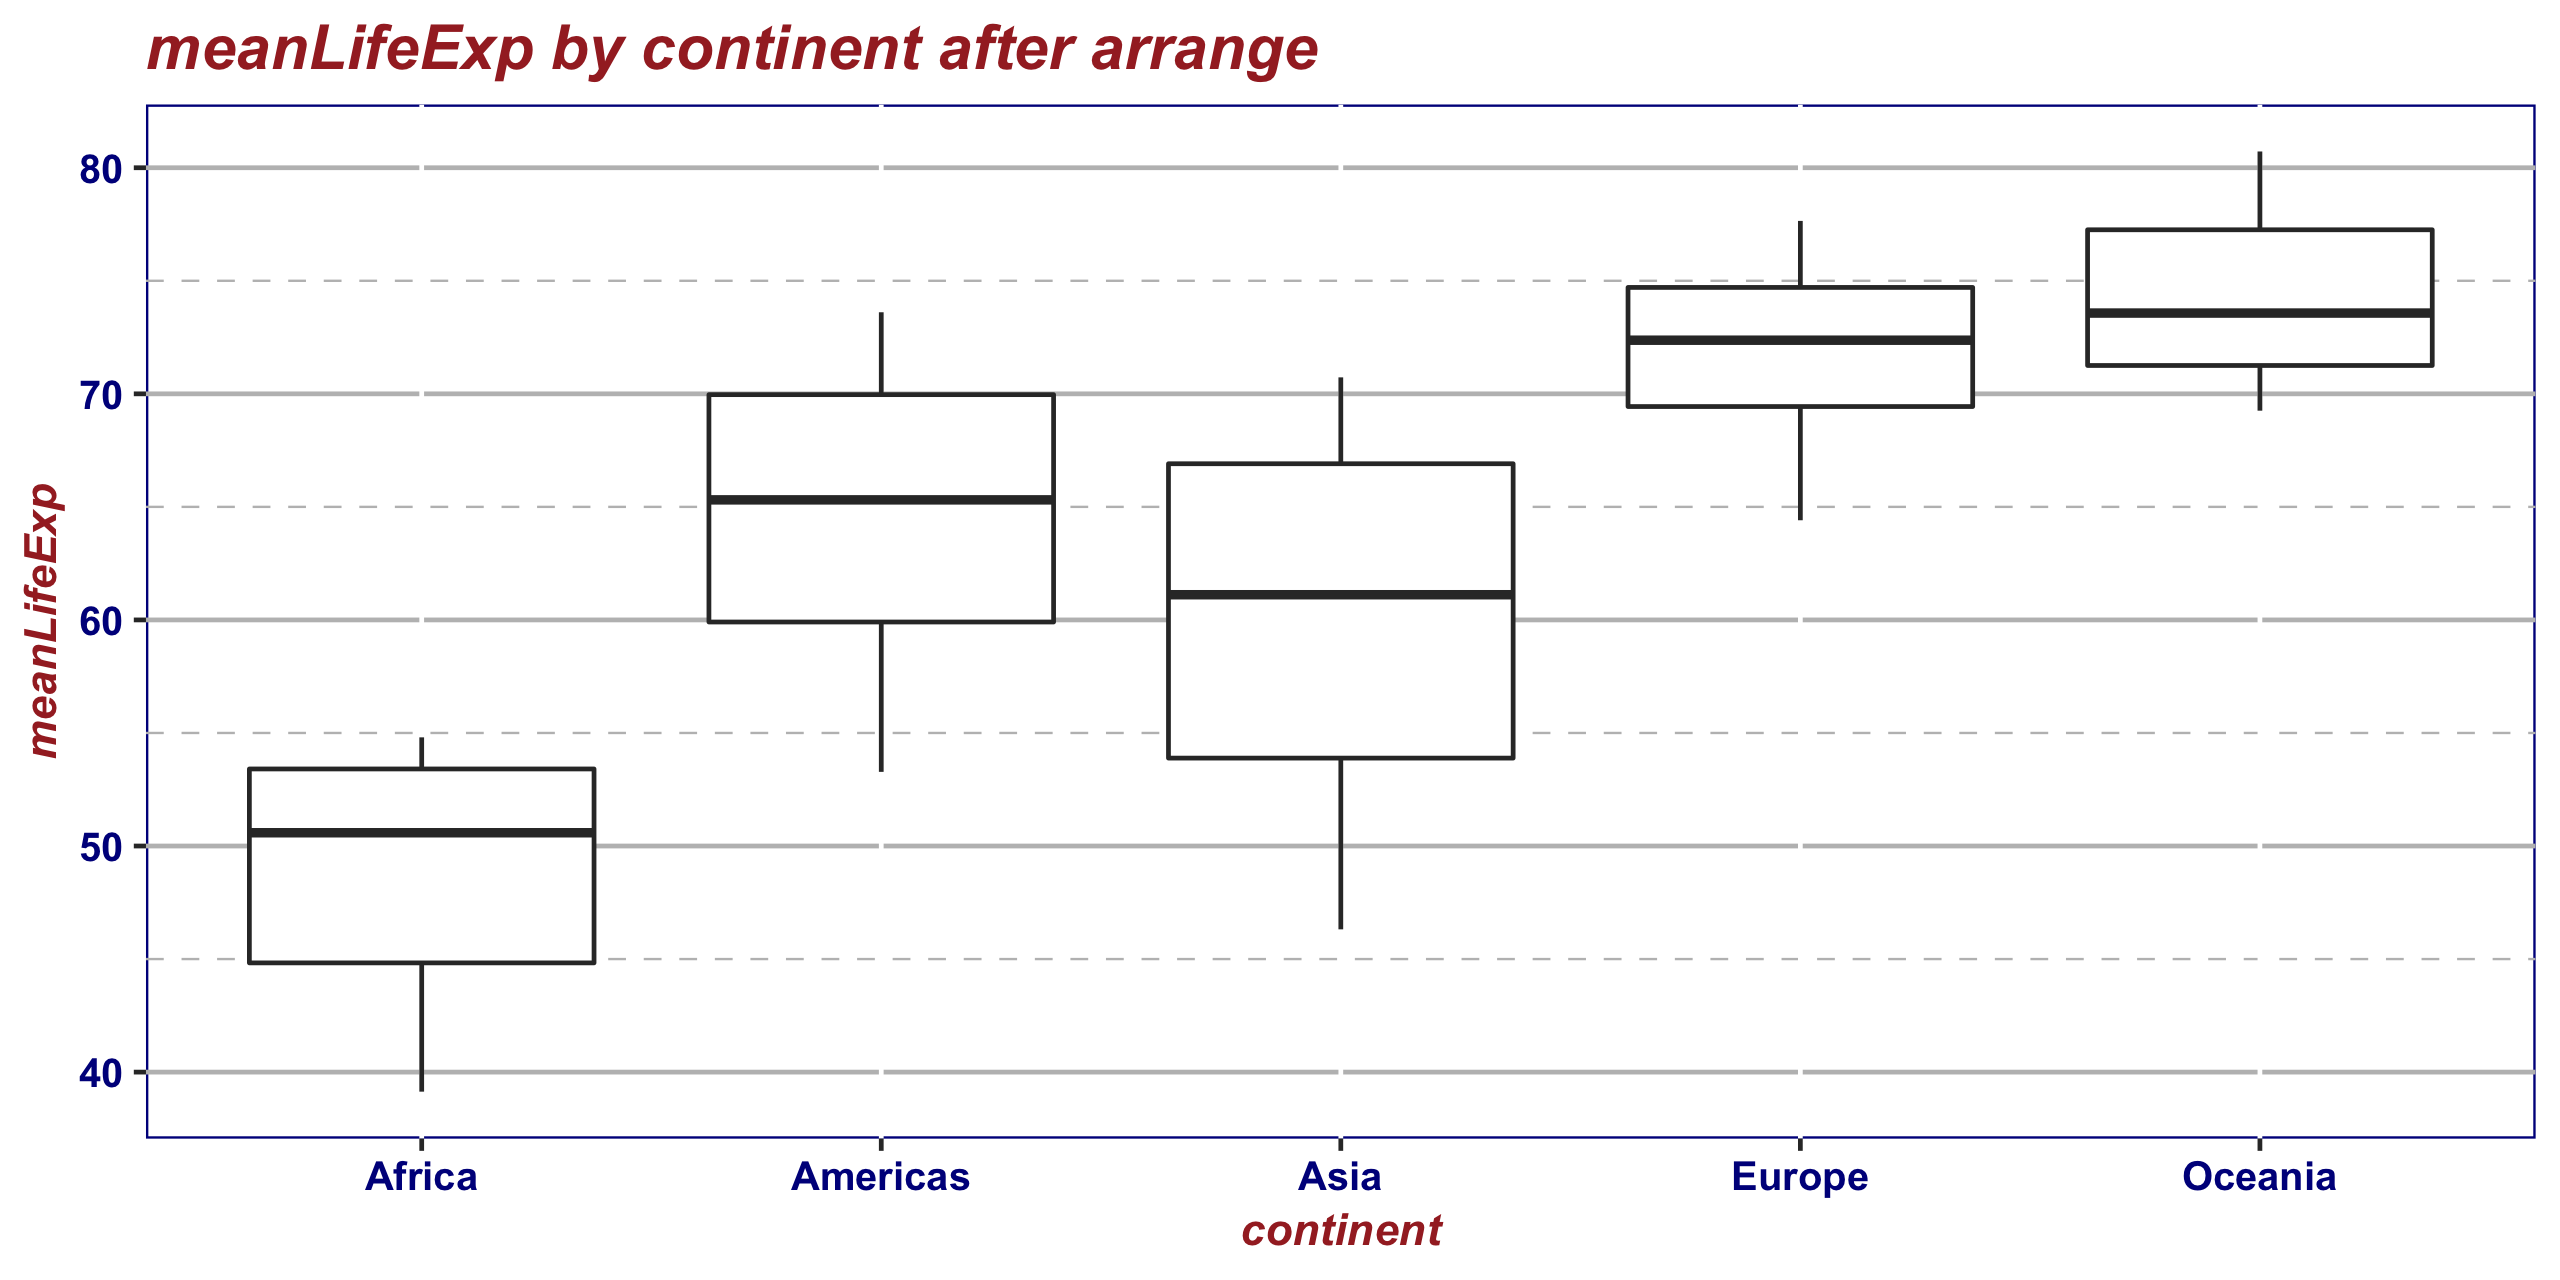 meanLifeExp by continent after arrange
meanLifeExp
80
70
60
50
40
Africa Americas Asia Europe Oceania
continent